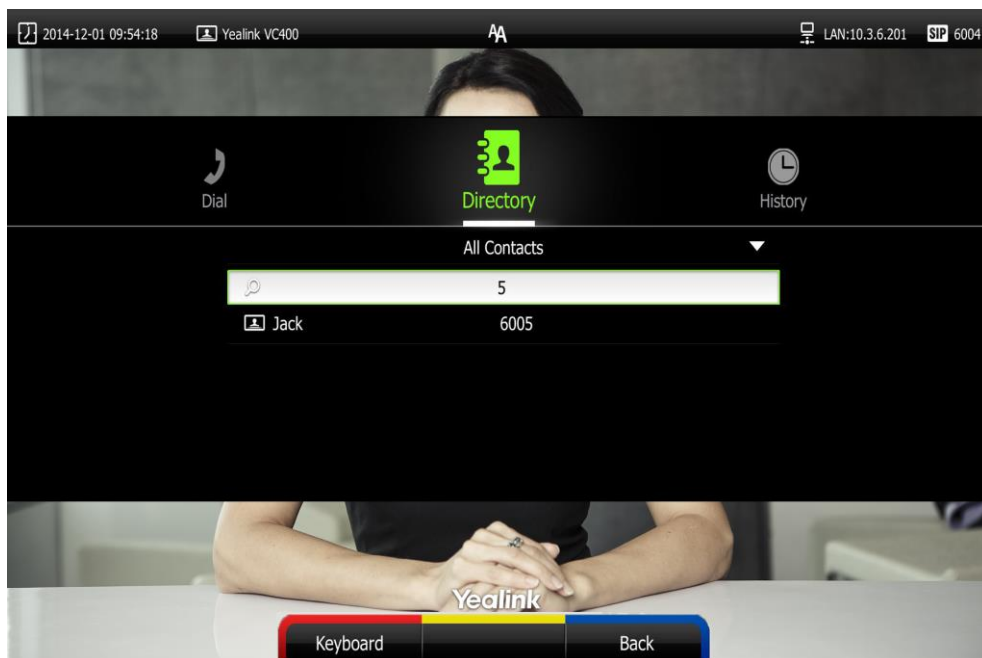 2014-12-01 09:54:18 Yealink VC400 AA LAN:10.3.6.201 SIP 6004
Dial Directory History
All Contacts
5
Jack 6005
Yealink
Keyboard Back